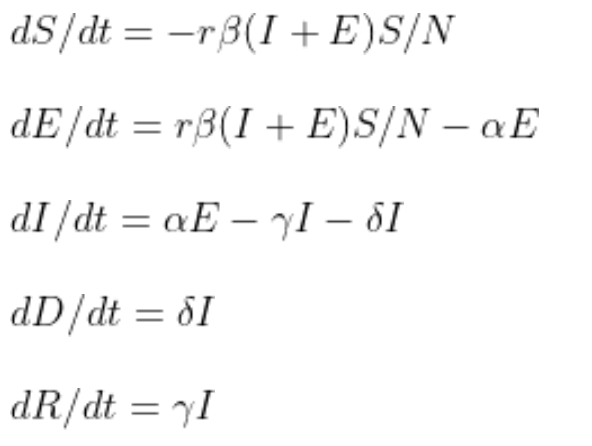 dS/dt = −rβ(I + E)S/N
dE/dt = rβ(I + E)S/N − αE
dI/dt = αE − γI − δI
dD/dt = δI
dR/dt = γI